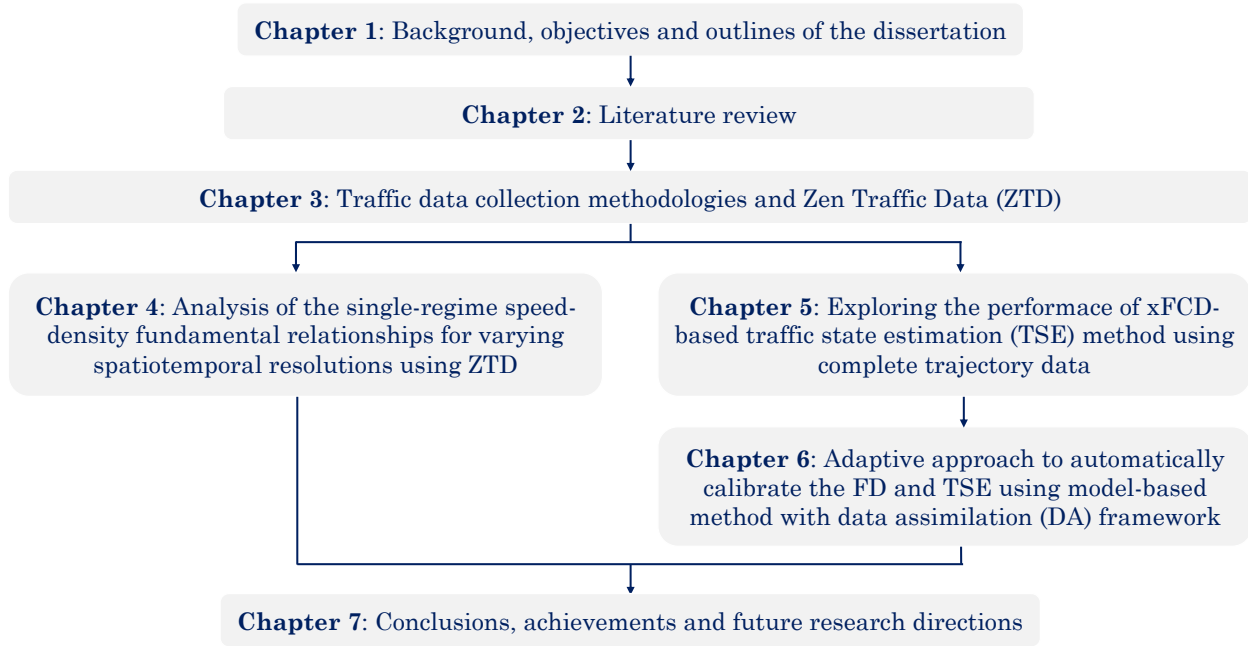 Chapter 1: Background, objectives and outlines of the dissertation
Chapter 2: Literature review
Chapter 3: Traffic data collection methodologies and Zen Traffic Data (ZTD)
Chapter 4: Analysis of the single-regime speed-
density fundamental relationships for varying
spatiotemporal resolutions using ZTD
Chapter 5: Exploring the performace of xFCD-
based traffic state estimation (TSE) method using
complete trajectory data
Chapter 6: Adaptive approach to automatically
calibrate the FD and TSE using model-based
method with data assimilation (DA) framework
Chapter 7: Conclusions, achievements and future research directions